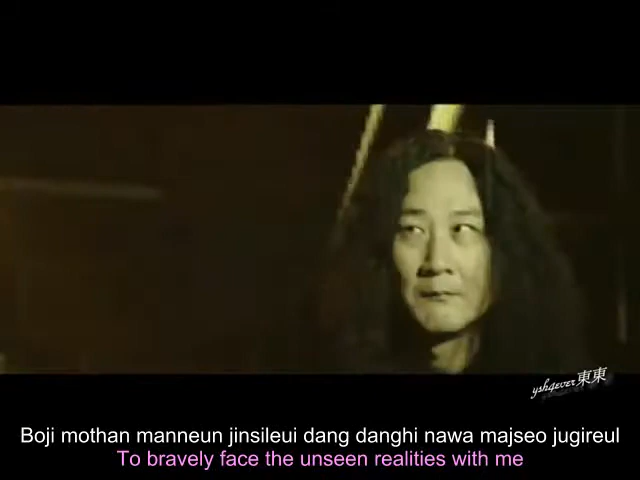 ysh4ever東東
Boji mothan manneun jinsileui dang danghi nawa majseo jugireul
To bravely face the unseen realities with me